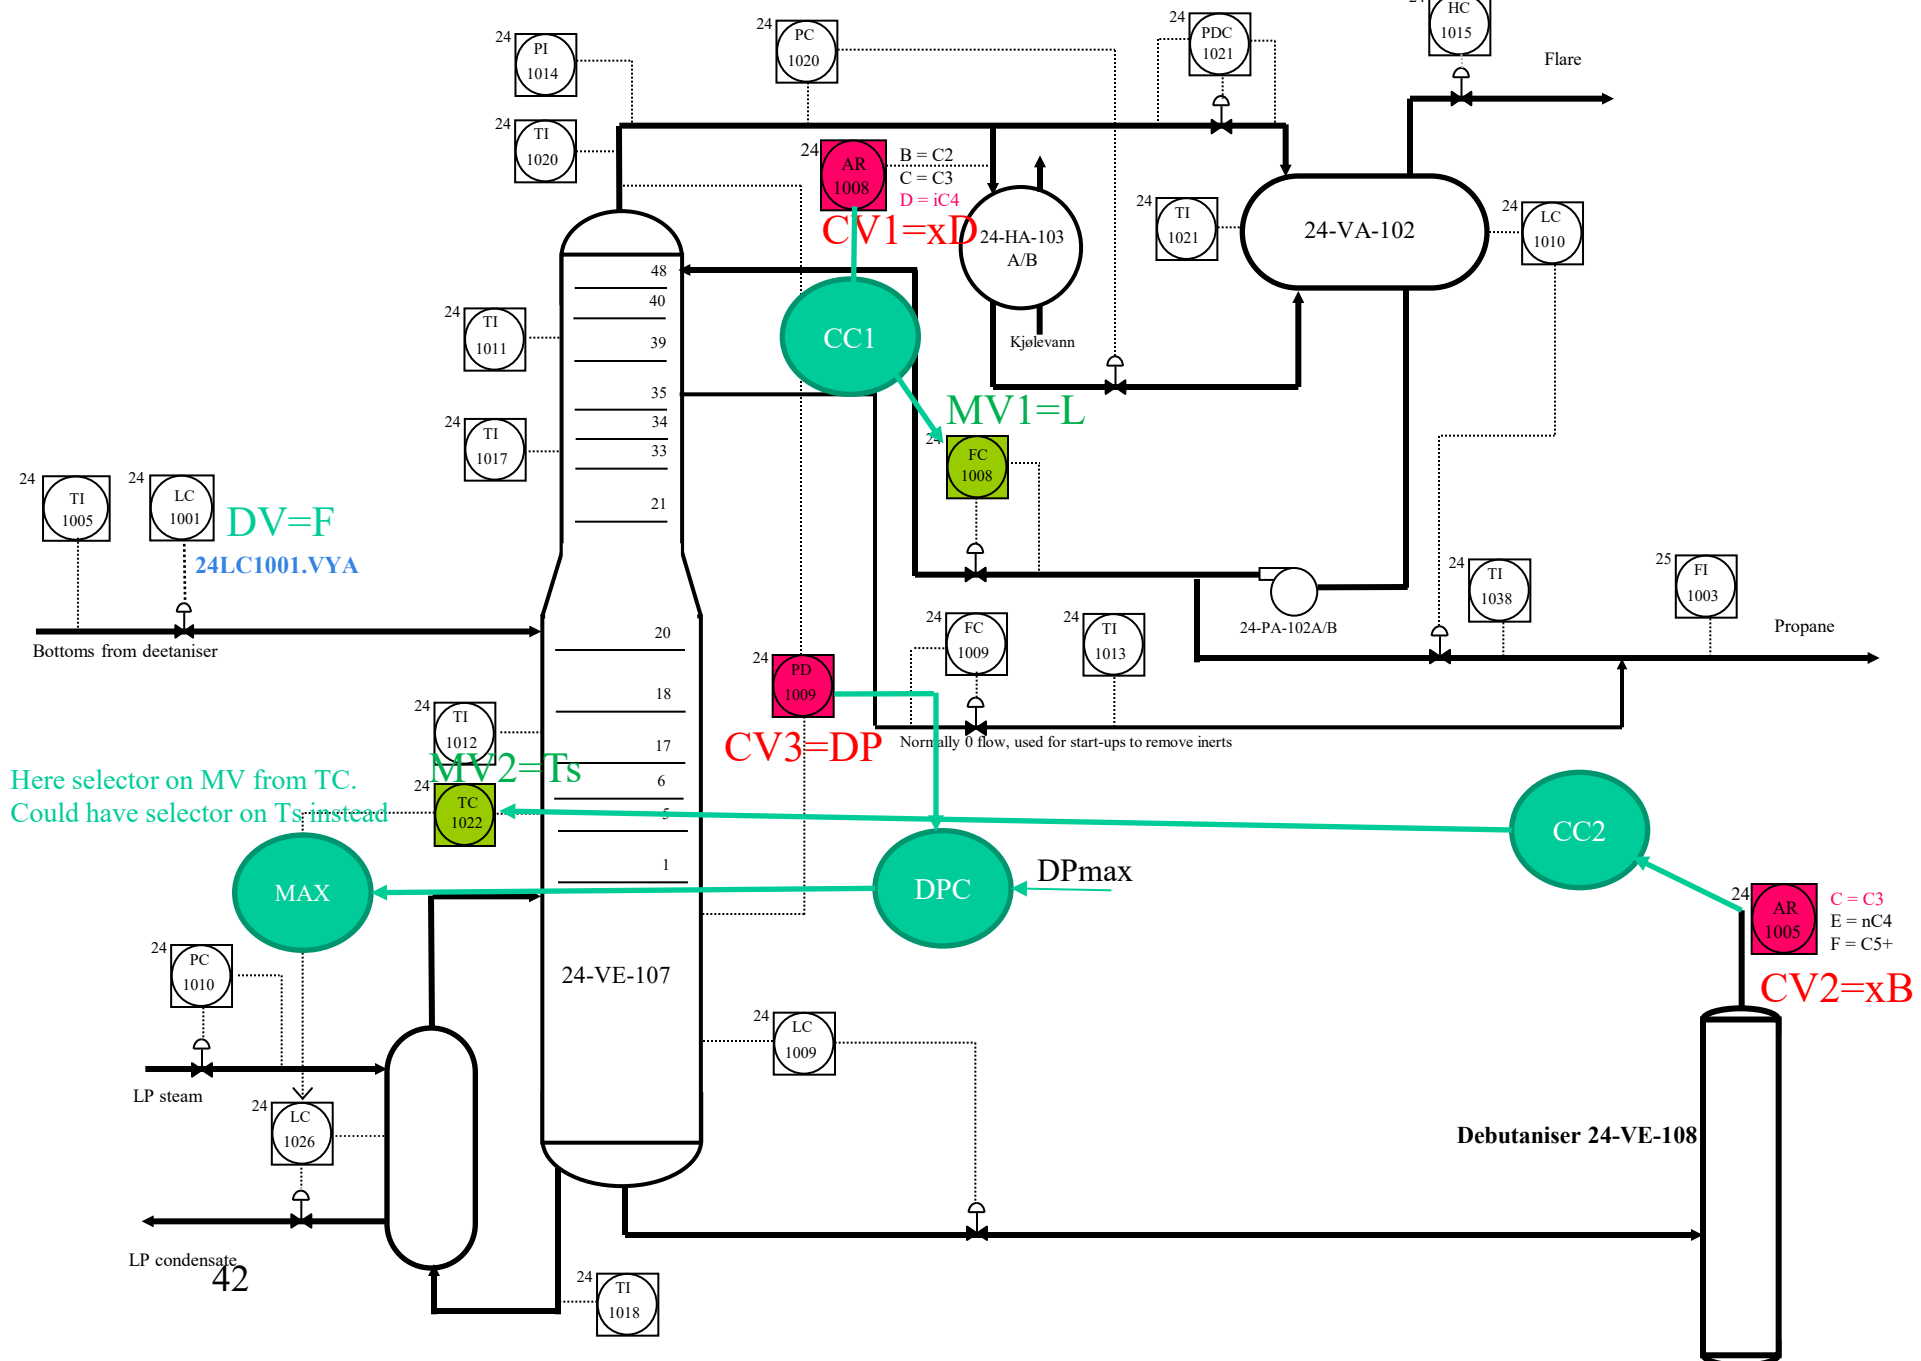 24
HC
1015
Flare
24
PI
1014
24
PC
1020
24
PDC
1021
24
TI
1020
24
AR
1008
B = C2
C = C3
D = iC4
CV1=xD
24-HA-103
A/B
24
TI
1021
24-VA-102
24
LC
1010
48
40
39
35
34
33
21
24
TI
1011
CC1
Kjølevann
MV1=L
24
TI
1017
24
FC
1008
24
TI
1005
24
LC
1001
DV=F
24LC1001.VYA
Bottoms from deetaniser
24-PA-102A/B
24
TI
1038
25
FI
1003
Propane
24
FC
1009
24
TI
1013
20
18
17
6
5
1
24
PD
1009
CV3=DP
Normally 0 flow, used for start-ups to remove inerts
24
TI
1012
MV2=Ts
Here selector on MV from TC.
Could have selector on Ts instead
24
TC
1022
MAX
DPC
DPmax
CC2
24
AR
1005
C = C3
E = nC4
F = C5+
CV2=xB
24
PC
1010
24-VE-107
LP steam
24
LC
1009
24
LC
1026
Debutaniser 24-VE-108
LP condensate
42
24
TI
1018